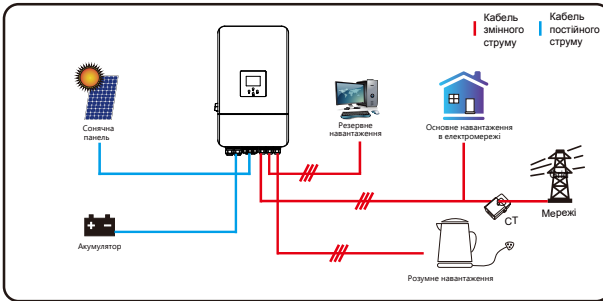 Кабель
змінного
струму
Кабель
постійного
струму
Сонячна
панель
Резервне
навантаження
Основне навантаження
в електромережі
СТ
Мережі
Акумулятор
Розумне навантаження